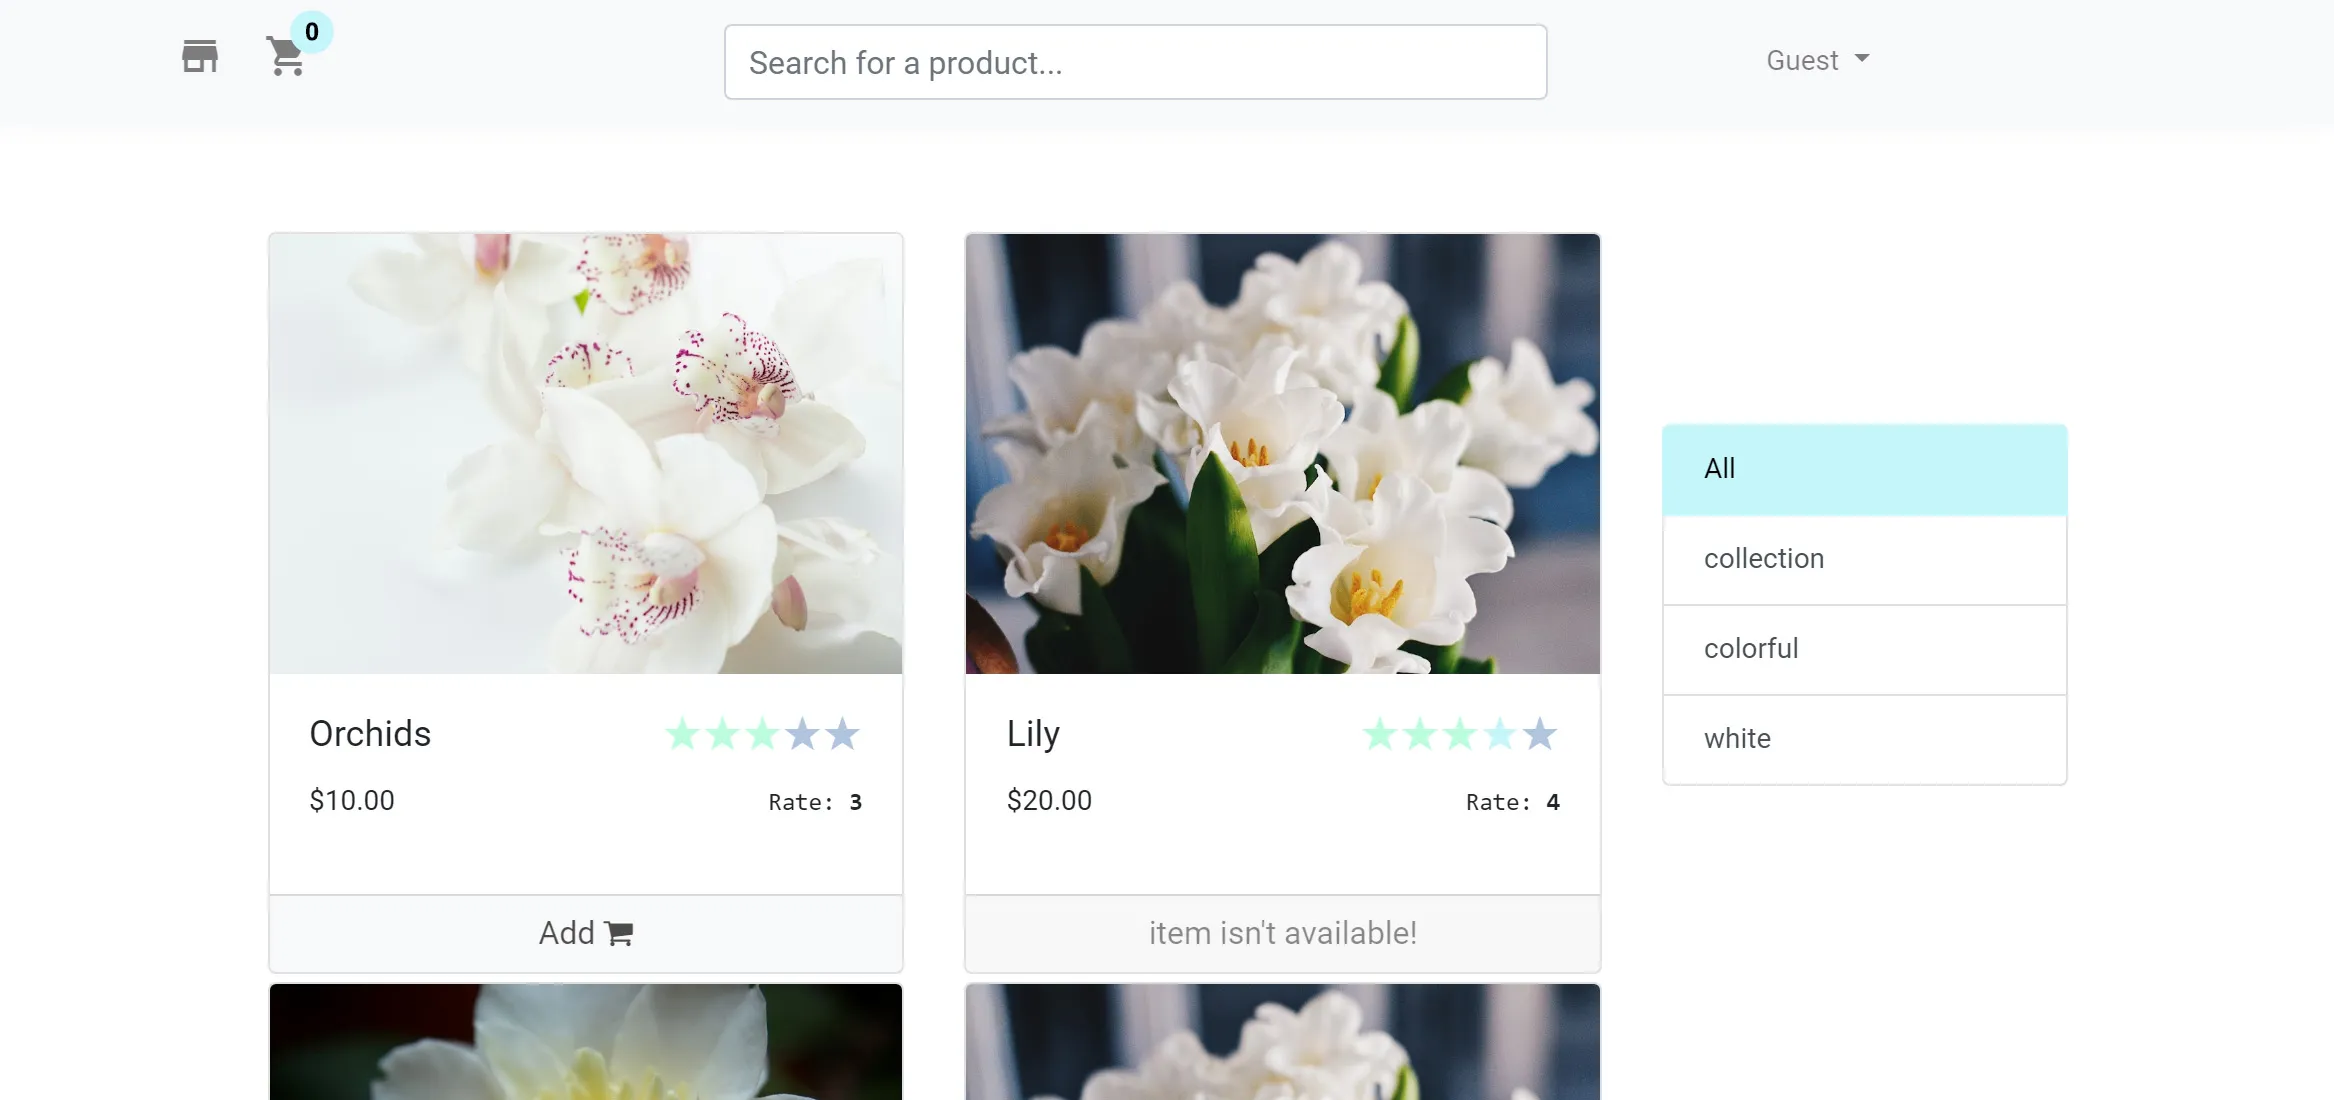 0
Search for a product...
Guest
All
collection
colorful
white
Orchids
$10.00
Rate: 3
Add
Lily
$20.00
Rate: 4
item isn't available!